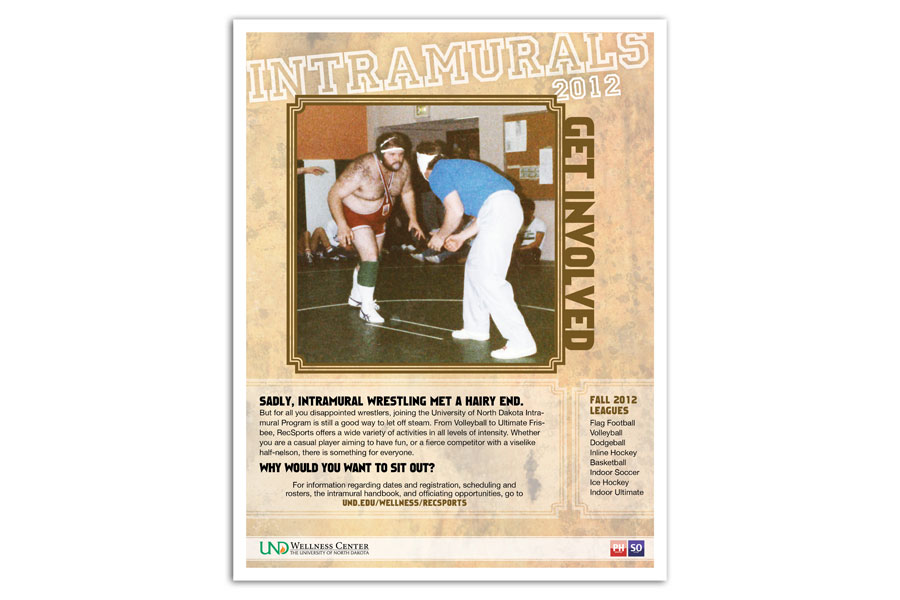 INTRAMURALS
2012
GET INVOLVED
SADLY, INTRAMURAL WRESTLING MET A HAIRY END.
But for all you disappointed wrestlers, joining the University of North Dakota Intra-
mural Program is still a good way to let off steam. From Volleyball to Ultimate Fris-
bee, RecSports offers a wide variety of activities in all levels of intensity. Whether
you are a casual player aiming to have fun, or a fierce competitor with a viselike
half-nelson, there is something for everyone.
WHY WOULD YOU WANT TO SIT OUT?
For information regarding dates and registration, scheduling and
rosters, the intramural handbook, and officiating opportunities, go to
UND.EDU/WELLNESS/RECSPORTS
FALL 2012
LEAGUES
Flag Football
Volleyball
Dodgeball
Inline Hockey
Basketball
Indoor Soccer
Ice Hockey
Indoor Ultimate
UND WELLNESS CENTER
THE UNIVERSITY OF NORTH DAKOTA
PH SO